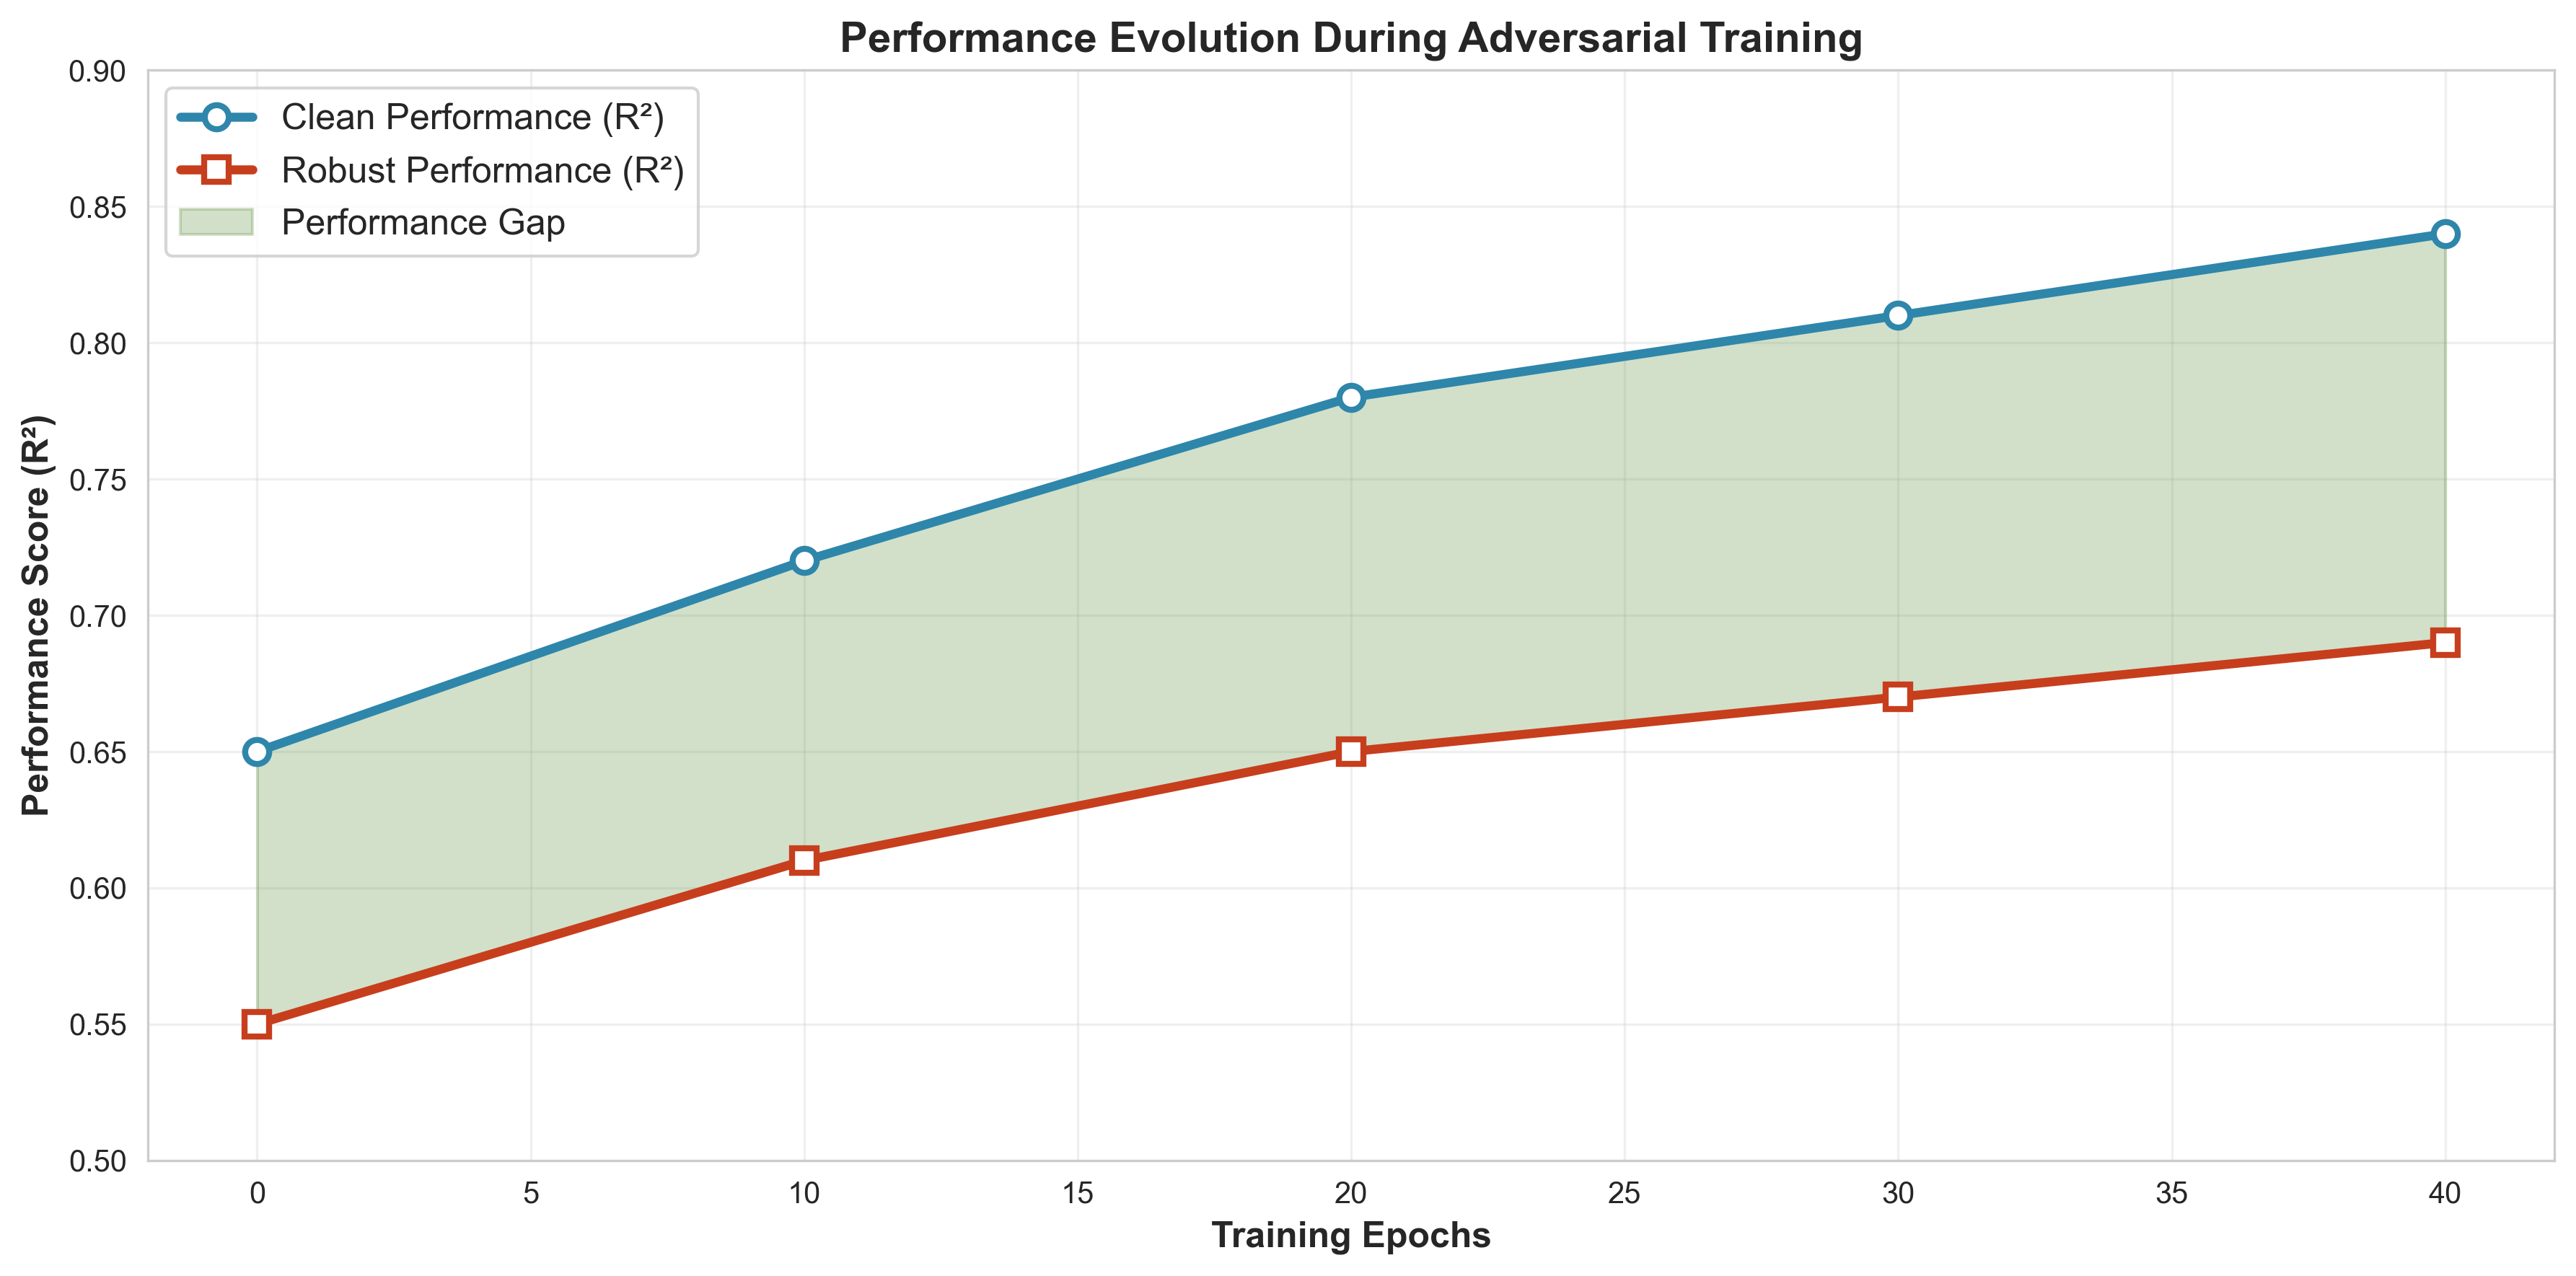 Performance Evolution During Adversarial Training
0.90
Clean Performance (R²)
Robust Performance (R²)
Performance Gap
0.85
0.80
0.75
0.70
0.65
0.60
0.55
0.50
Performance Score (R²)
0 5 10 15 20 25 30 35 40
Training Epochs